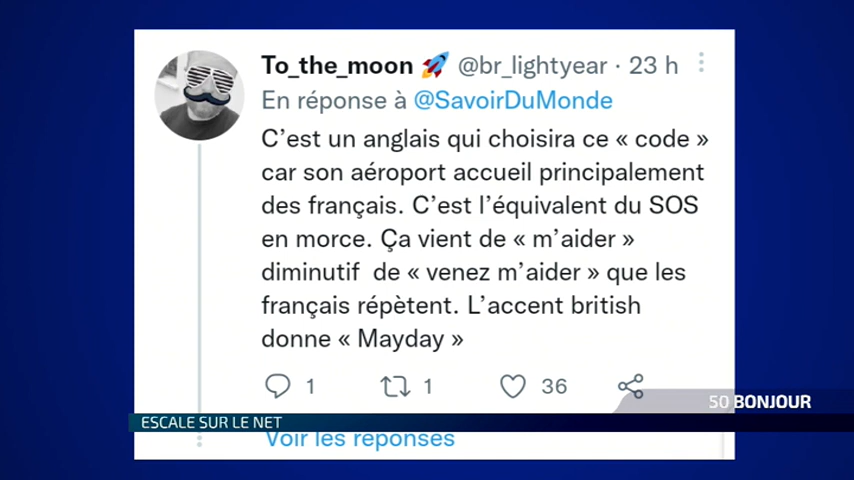 To_the_moon 🚀 @br_lightyear · 23 h
En réponse à @SavoirDuMonde
C’est un anglais qui choisira ce « code »
car son aéroport accueil principalement
des français. C’est l’équivalent du SOS
en morce. Ça vient de « m’aider »
diminutif  de « venez m’aider » que les
français répètent. L’accent british
donne « Mayday »
1 1 36
50 BONJOUR
ESCALE SUR LE NET
Voir les réponses